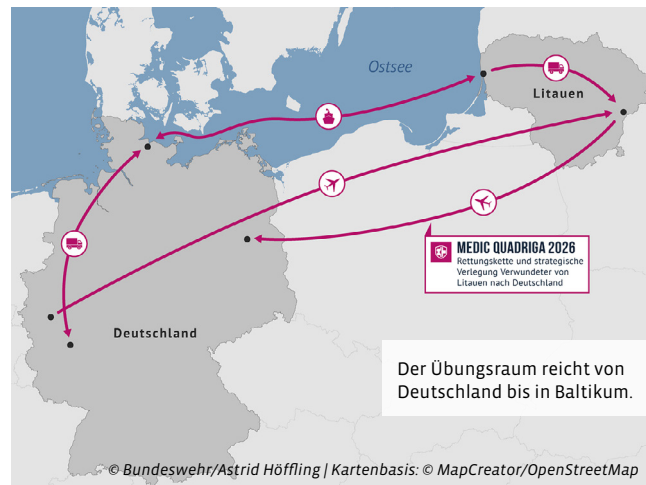 Ostsee
Litauen
MEDIC QUADRIGA 2026
Rettungskette und strategische
Verlegung Verwundeter von
Litauen nach Deutschland
Deutschland
Der Übungsraum reicht von
Deutschland bis in Baltikum.
© Bundeswehr/Astrid Höffling | Kartenbasis: © MapCreator/OpenStreetMap